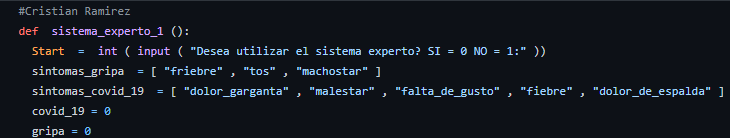 #Cristian Ramirez
def sistema_experto_1 ():
Start = int ( input ( "Desea utilizar el sistema experto? SI = 0 NO = 1:" ))
sintomas_gripa = [ "friebre" , "tos" , "machostar" ]
sintomas_covid_19 = [ "dolor_garganta" , "malestar" , "falta_de_gusto" , "fiebre" , "dolor_de_espalda" ]
covid_19 = 0
gripa = 0